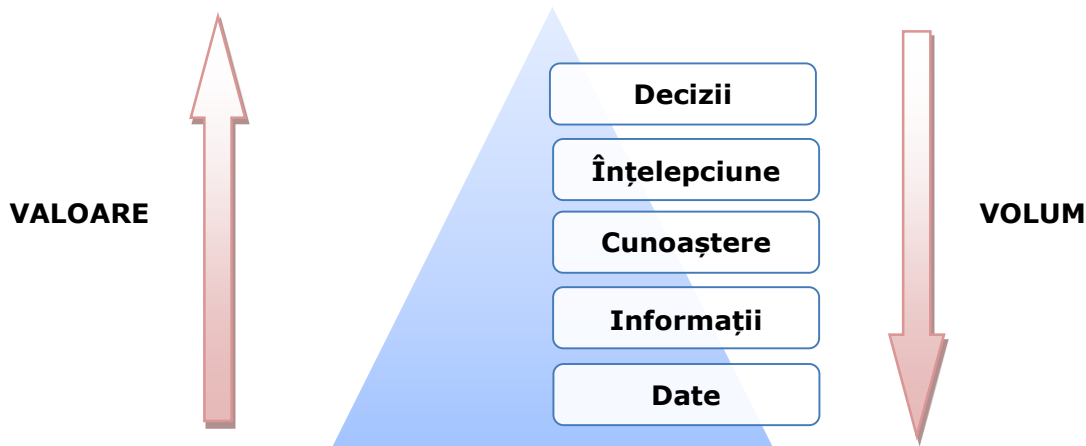 Decizii
Înțelepciune
VALOARE
VOLUM
Cunoaștere
Informații
Date